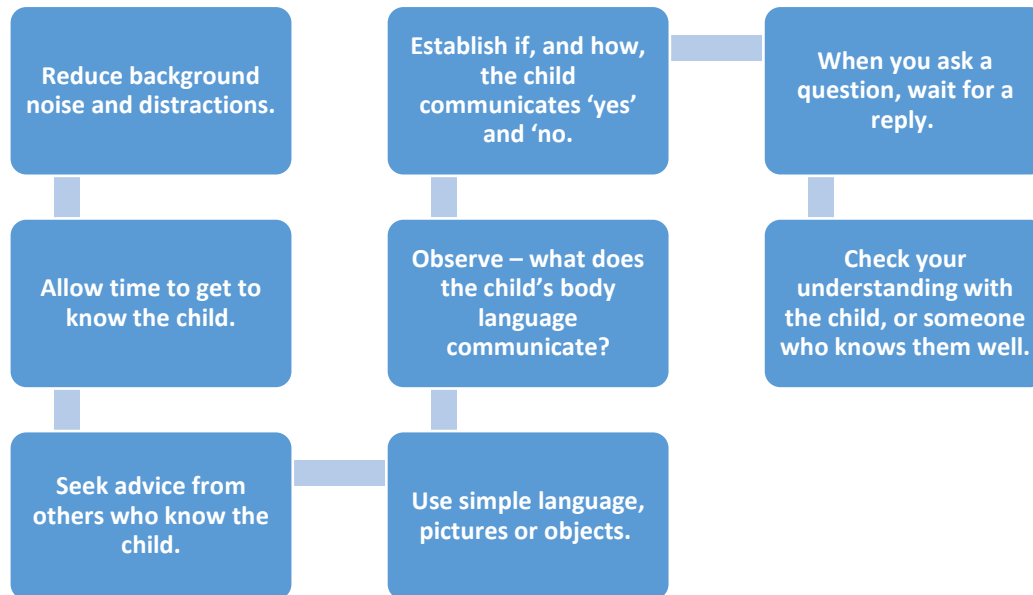 Reduce background
noise and distractions.
Allow time to get to
know the child.
Seek advice from
others who know the
child.
Use simple language,
pictures or objects.
Observe – what does
the child’s body
language
communicate?
Establish if, and how,
the child
communicates ‘yes’
and ‘no.
When you ask a
question, wait for a
reply.
Check your
understanding with
the child, or someone
who knows them well.